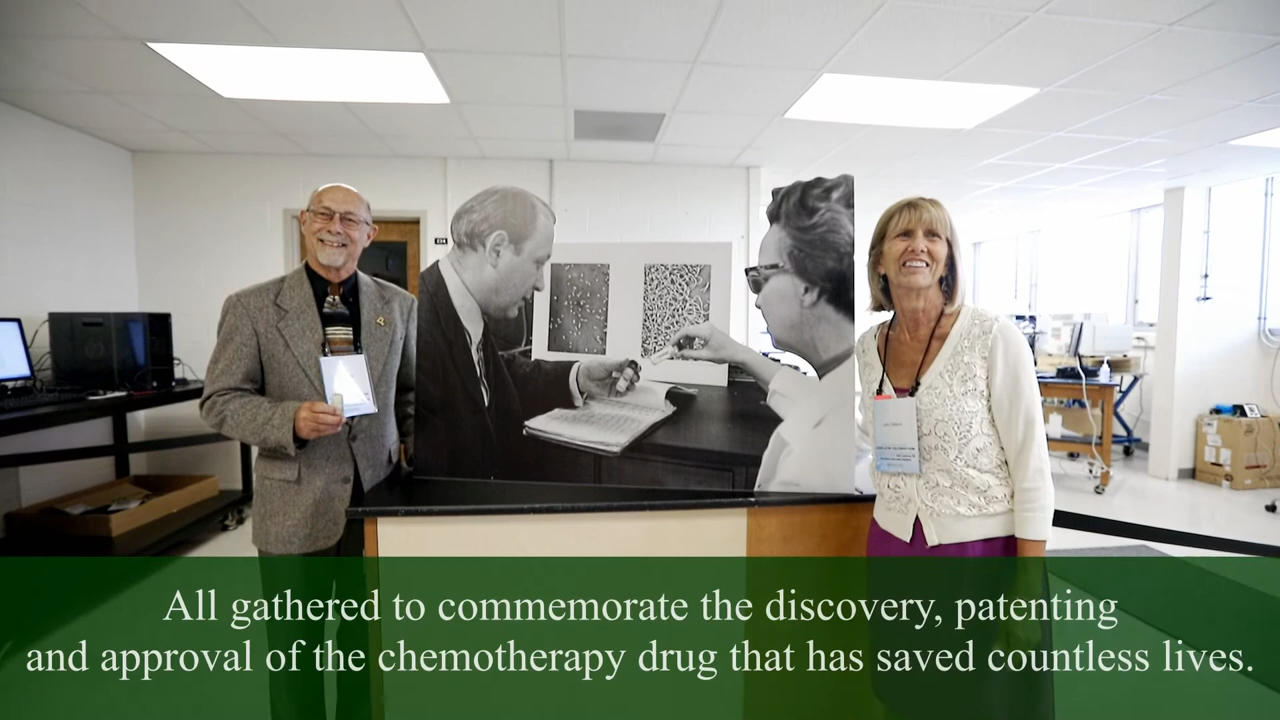 All gathered to commemorate the discovery, patenting
and approval of the chemotherapy drug that has saved countless lives.